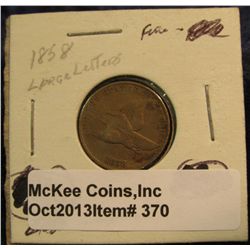 1858
Large Letters
Fine -
McKee Coins,Inc
Oct2013Item# 370